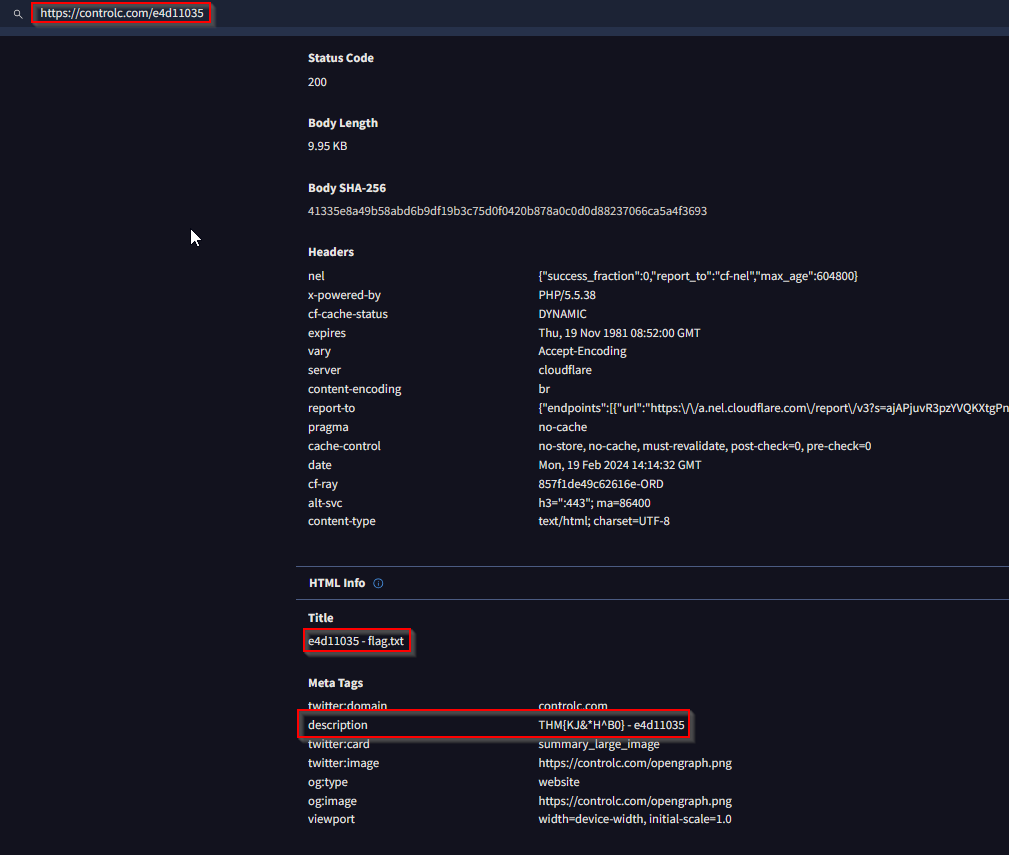 https://controlc.com/e4d11035
Status Code
200
Body Length
9.95 KB
Body SHA-256
41335e8a49b58abd6b9df19b3c75d0f0420b878a0c0d0d88237066ca5a4f3693
Headers
nel {"success_fraction":0,"report_to":"cf-nel","max_age":604800}
x-powered-by PHP/5.5.38
cf-cache-status DYNAMIC
expires Thu, 19 Nov 1981 08:52:00 GMT
vary Accept-Encoding
server cloudflare
content-encoding br
report-to {"endpoints":[{"url":"https:\/\/a.nel.cloudflare.com\/report\/v3?s=ajAPjuvR3pzYVQKXtgPn
pragma no-cache
cache-control no-store, no-cache, must-revalidate, post-check=0, pre-check=0
date Mon, 19 Feb 2024 14:14:32 GMT
cf-ray 857f1de49c62616e-ORD
alt-svc h3=":443"; ma=86400
content-type text/html; charset=UTF-8
HTML Info
Title
e4d11035 - flag.txt
Meta Tags
twitter:domain controlc.com
description THM{KJ&*H^B0} - e4d11035
twitter:card summary_large_image
twitter:image https://controlc.com/opengraph.png
og:type website
og:image https://controlc.com/opengraph.png
viewport width=device-width, initial-scale=1.0